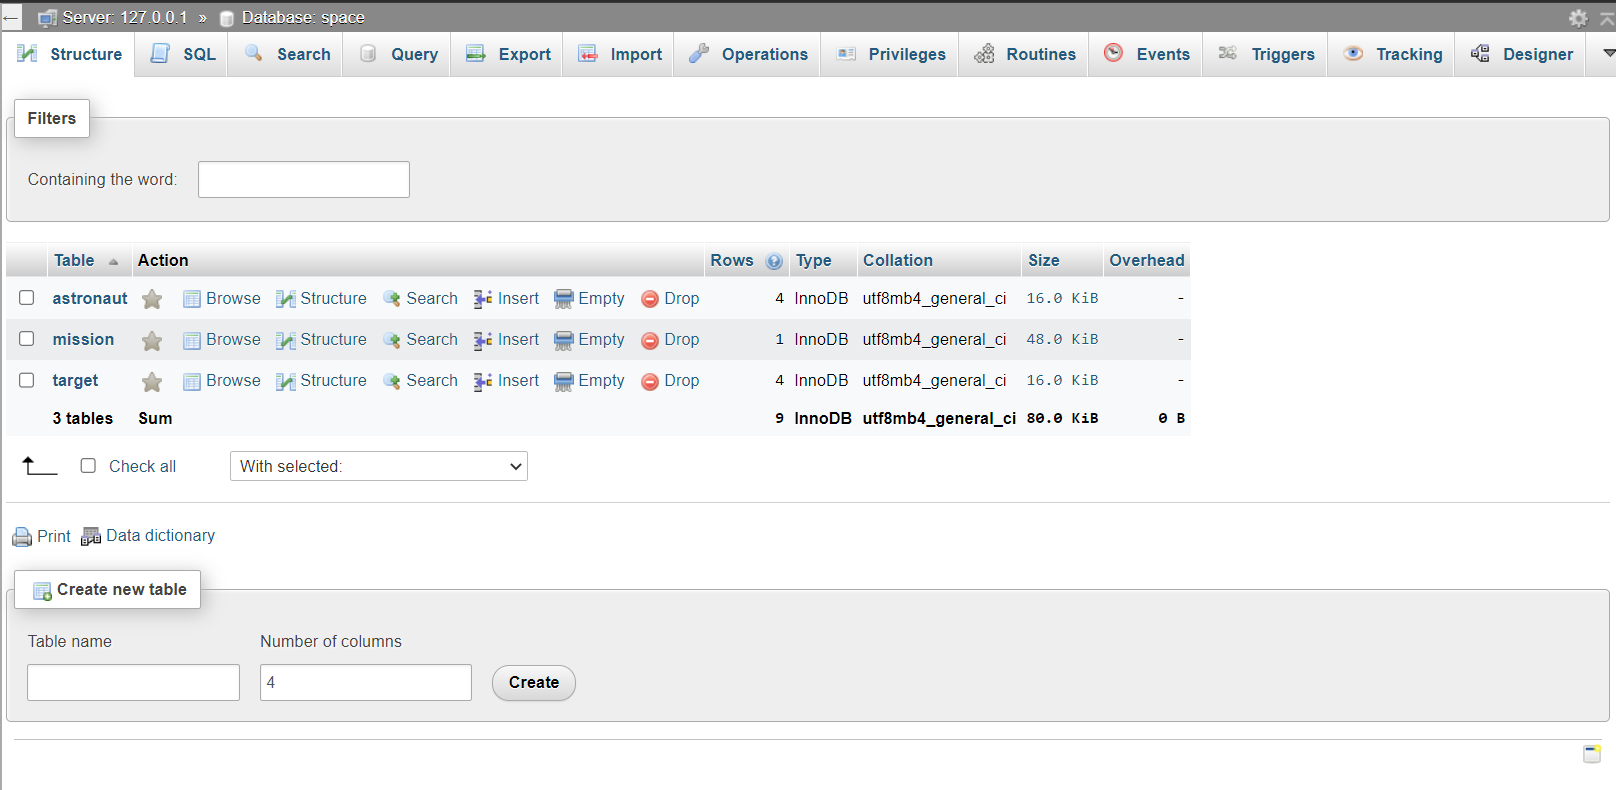 Server: 127.0.0.1 » Database: space
Structure SQL Search Query Export Import Operations Privileges Routines Events Triggers Tracking Designer
Filters
Containing the word:
Table Action Rows Type Collation Size Overhead
astronaut Browse Structure Search Insert Empty Drop 4 InnoDB utf8mb4_general_ci 16.0 KiB -
mission Browse Structure Search Insert Empty Drop 1 InnoDB utf8mb4_general_ci 48.0 KiB -
target Browse Structure Search Insert Empty Drop 4 InnoDB utf8mb4_general_ci 16.0 KiB -
3 tables Sum 9 InnoDB utf8mb4_general_ci 80.0 KiB 0 B
Check all With selected:
Print Data dictionary
Create new table
Table name Number of columns
4 Create